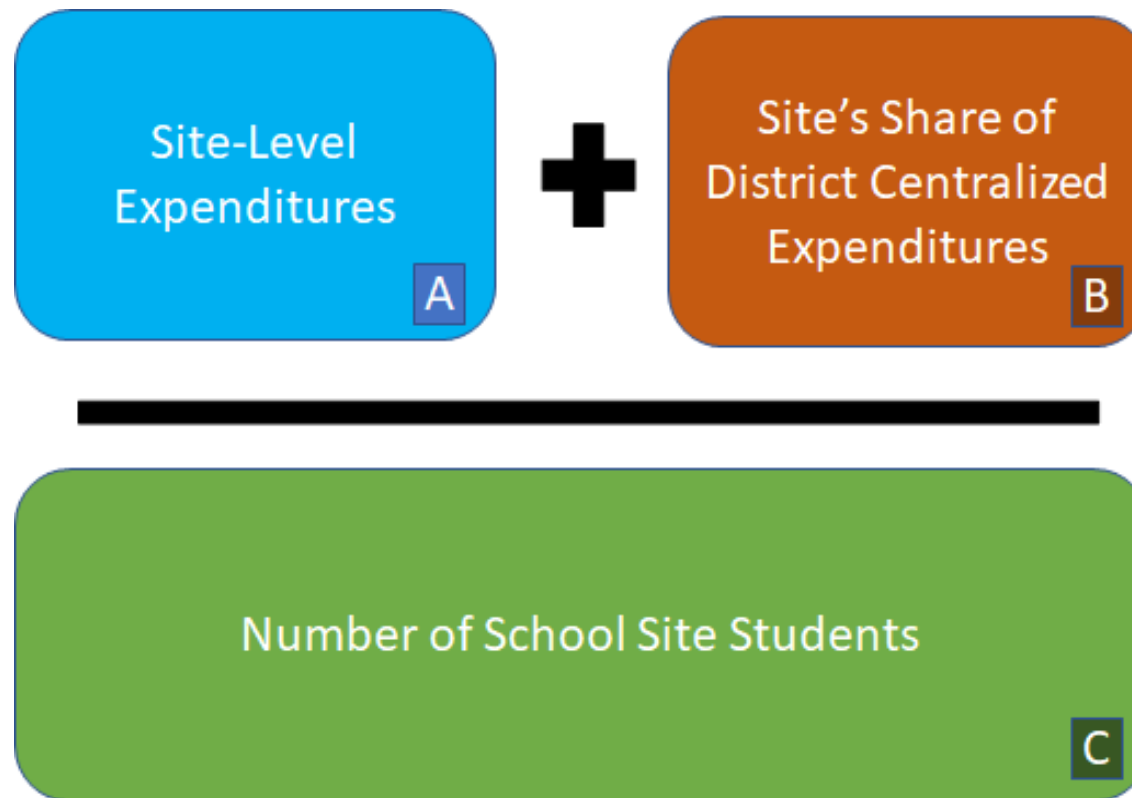 Site-Level
Expenditures
A
Site's Share of
District Centralized
Expenditures
B
Number of School Site Students
C